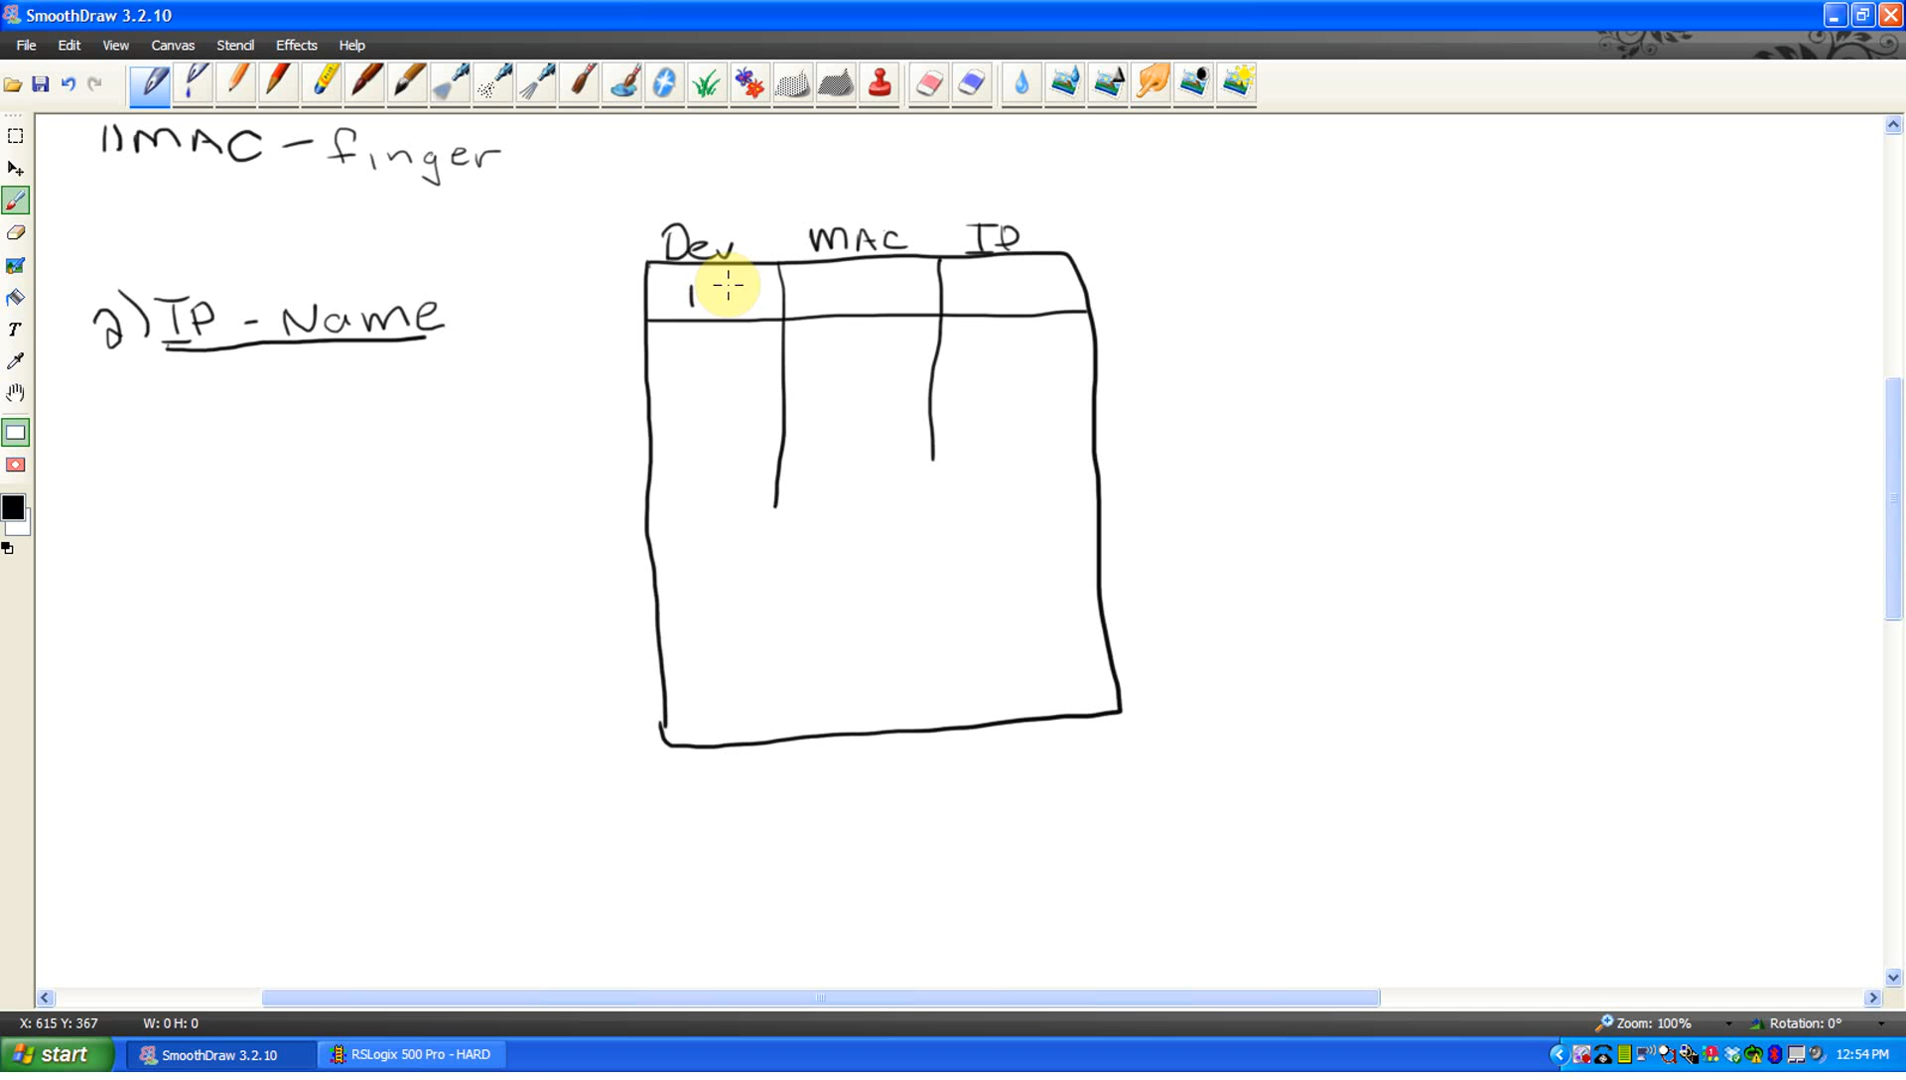 SmoothDraw 3.2.10
File Edit View Canvas Stencil Effects Help
1) MAC - finger
Dev MAC IP
1
2) IP - Name
X: 615 Y: 367 W: 0 H: 0 Zoom: 100% Rotation: 0°
start SmoothDraw 3.2.10 RSLogix 500 Pro - HARD 12:54 PM